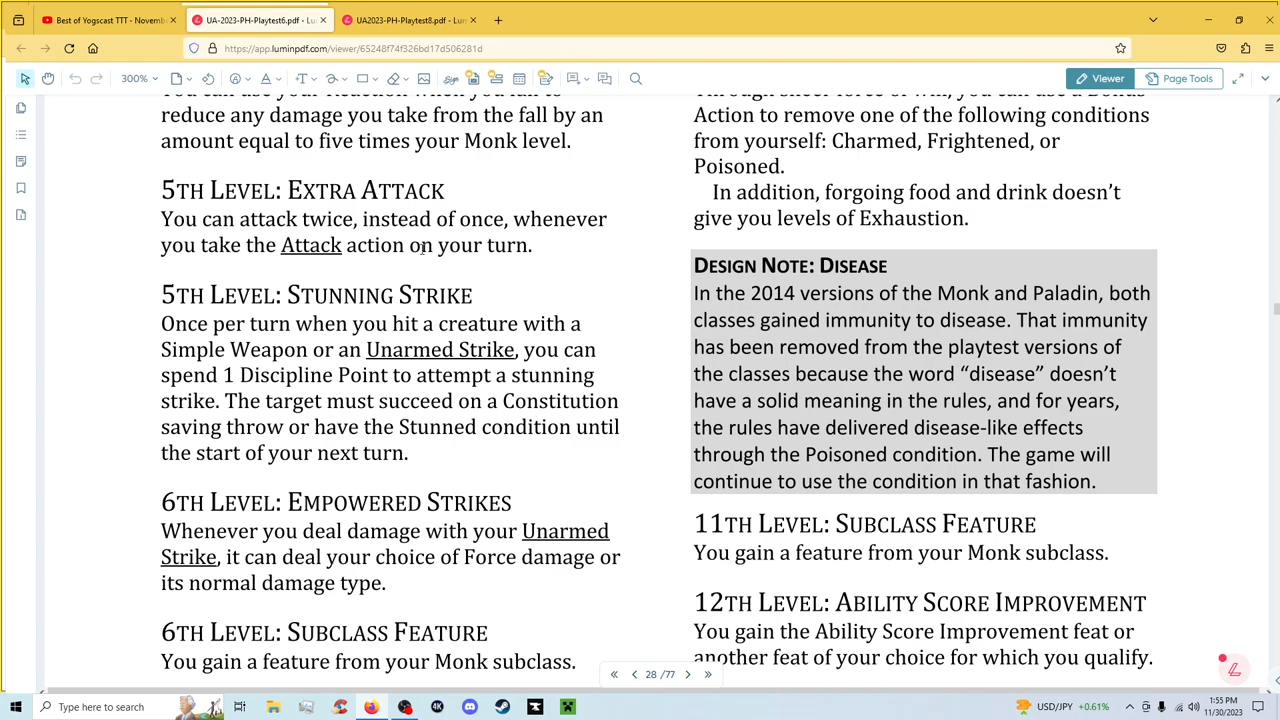 Best of Yogscast TTT - Novemb
UA-2023-PH-Playtest6.pdf - Lu
UA2023-PH-Playtest8.pdf - Lum
https://app.luminpdf.com/viewer/65248f74f326bd17d506281d
300%
Viewer
Page Tools
reduce any damage you take from the fall by an
amount equal to five times your Monk level.
5TH LEVEL: EXTRA ATTACK
You can attack twice, instead of once, whenever
you take the Attack action on your turn.
5TH LEVEL: STUNNING STRIKE
Once per turn when you hit a creature with a
Simple Weapon or an Unarmed Strike, you can
spend 1 Discipline Point to attempt a stunning
strike. The target must succeed on a Constitution
saving throw or have the Stunned condition until
the start of your next turn.
6TH LEVEL: EMPOWERED STRIKES
Whenever you deal damage with your Unarmed
Strike, it can deal your choice of Force damage or
its normal damage type.
6TH LEVEL: SUBCLASS FEATURE
You gain a feature from your Monk subclass.
Through sheer force of will, you can use a Bonus
Action to remove one of the following conditions
from yourself: Charmed, Frightened, or
Poisoned.
In addition, forgoing food and drink doesn't
give you levels of Exhaustion.
DESIGN NOTE: DISEASE
In the 2014 versions of the Monk and Paladin, both
classes gained immunity to disease. That immunity
has been removed from the playtest versions of
the classes because the word “disease” doesn't
have a solid meaning in the rules, and for years,
the rules have delivered disease-like effects
through the Poisoned condition. The game will
continue to use the condition in that fashion.
11TH LEVEL: SUBCLASS FEATURE
You gain a feature from your Monk subclass.
12TH LEVEL: ABILITY SCORE IMPROVEMENT
You gain the Ability Score Improvement feat or
another feat of your choice for which you qualify.
28 /77
Type here to search
USD/JPY +0.61%
1:55 PM
11/30/2023